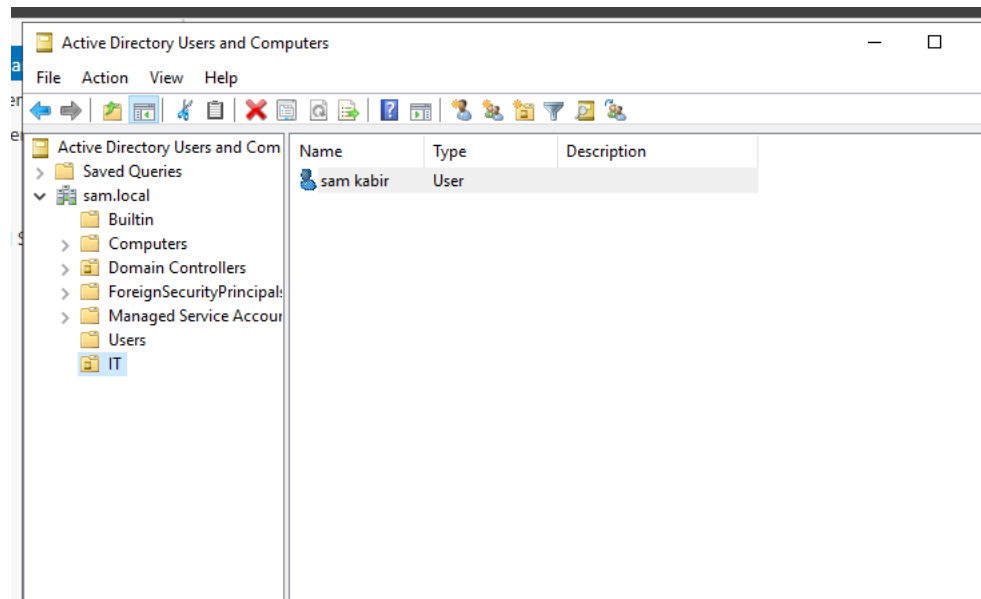 Active Directory Users and Computers
File Action View Help
Active Directory Users and Com
Saved Queries
sam.local
Builtin
Computers
Domain Controllers
ForeignSecurityPrincipal
Managed Service Accour
Users
IT
Name Type Description
sam kabir User